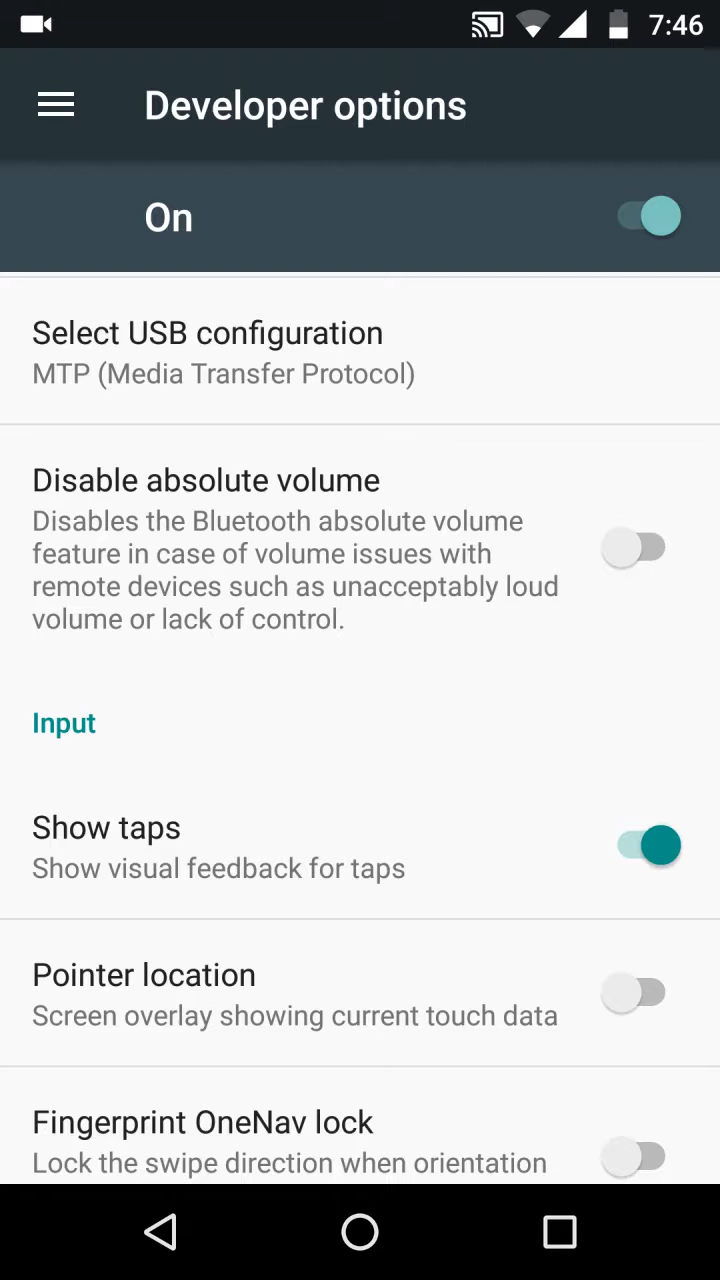 7:46
Developer options
On
Select USB configuration
MTP (Media Transfer Protocol)
Disable absolute volume
Disables the Bluetooth absolute volume
feature in case of volume issues with
remote devices such as unacceptably loud
volume or lack of control.
Input
Show taps
Show visual feedback for taps
Pointer location
Screen overlay showing current touch data
Fingerprint OneNav lock
Lock the swipe direction when orientation